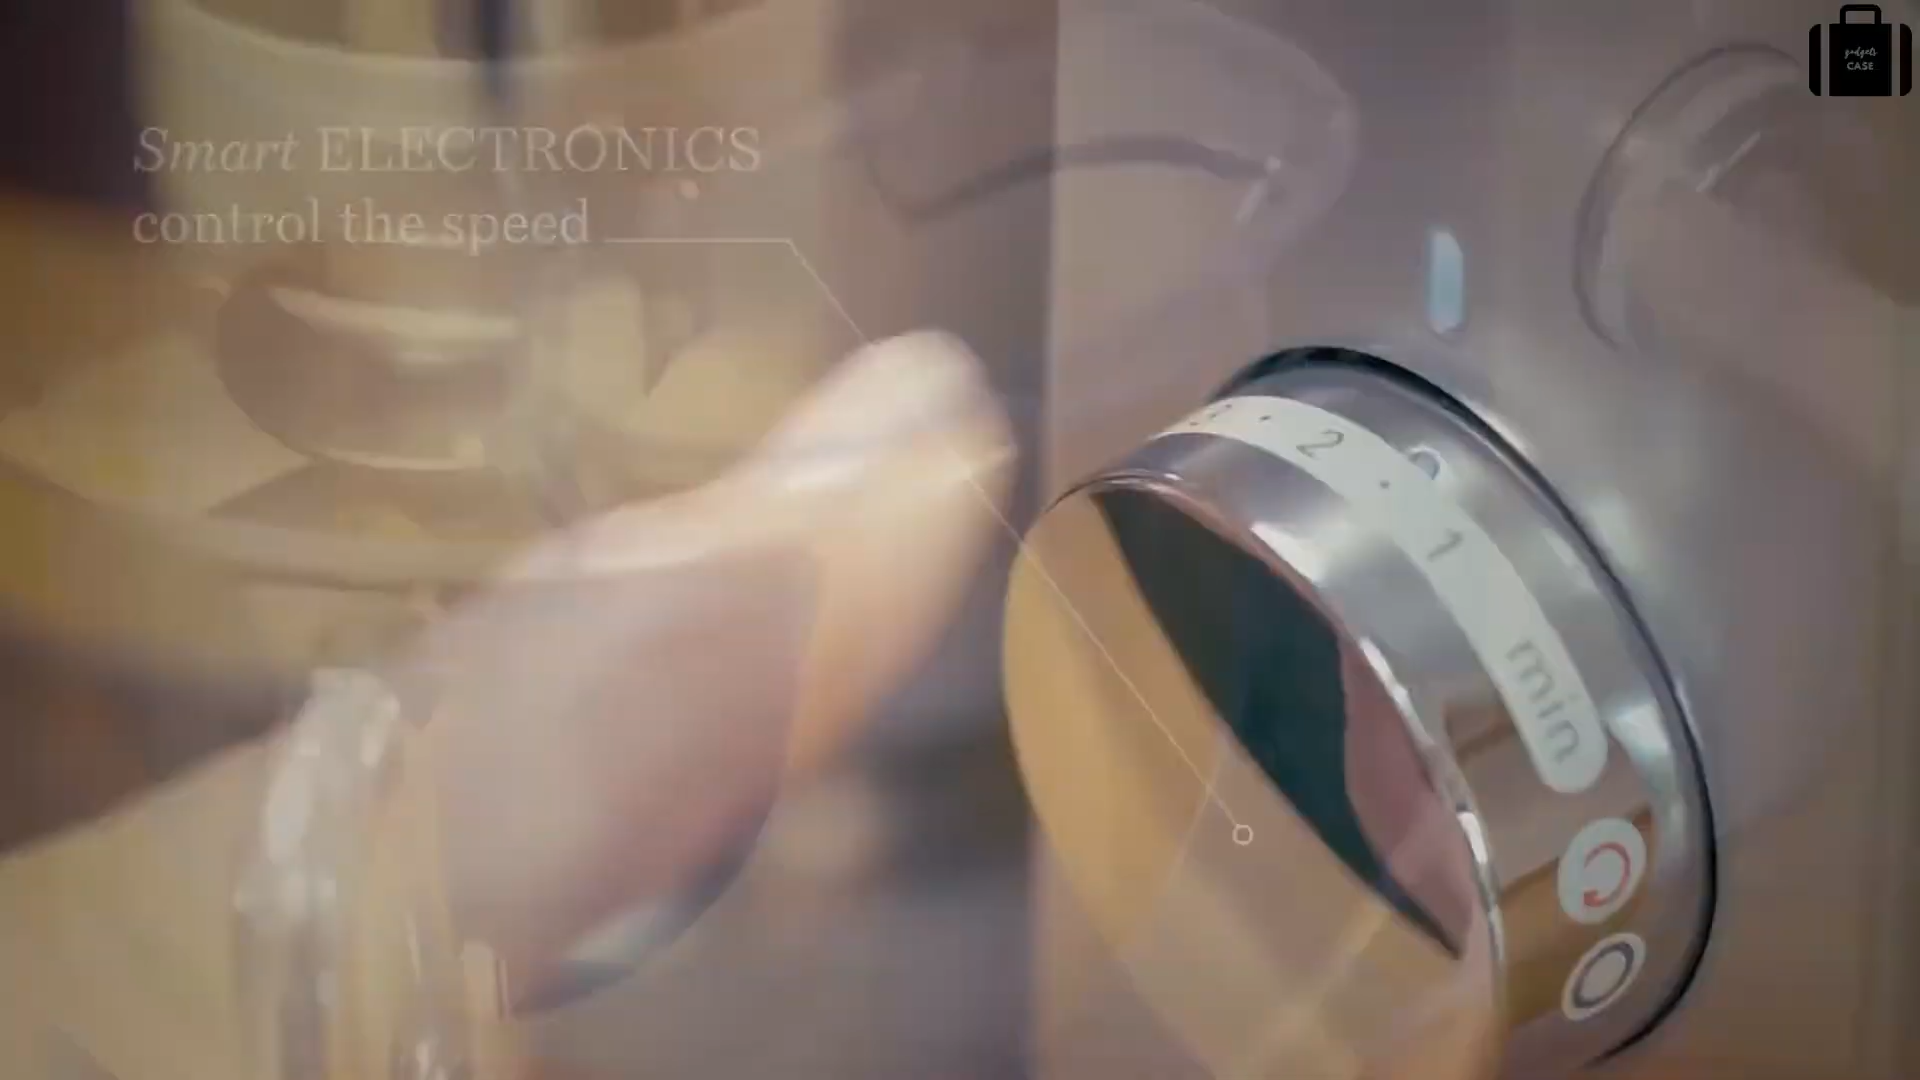 gadgets
CASE
Smart ELECTRONICS
control the speed
2
1
min